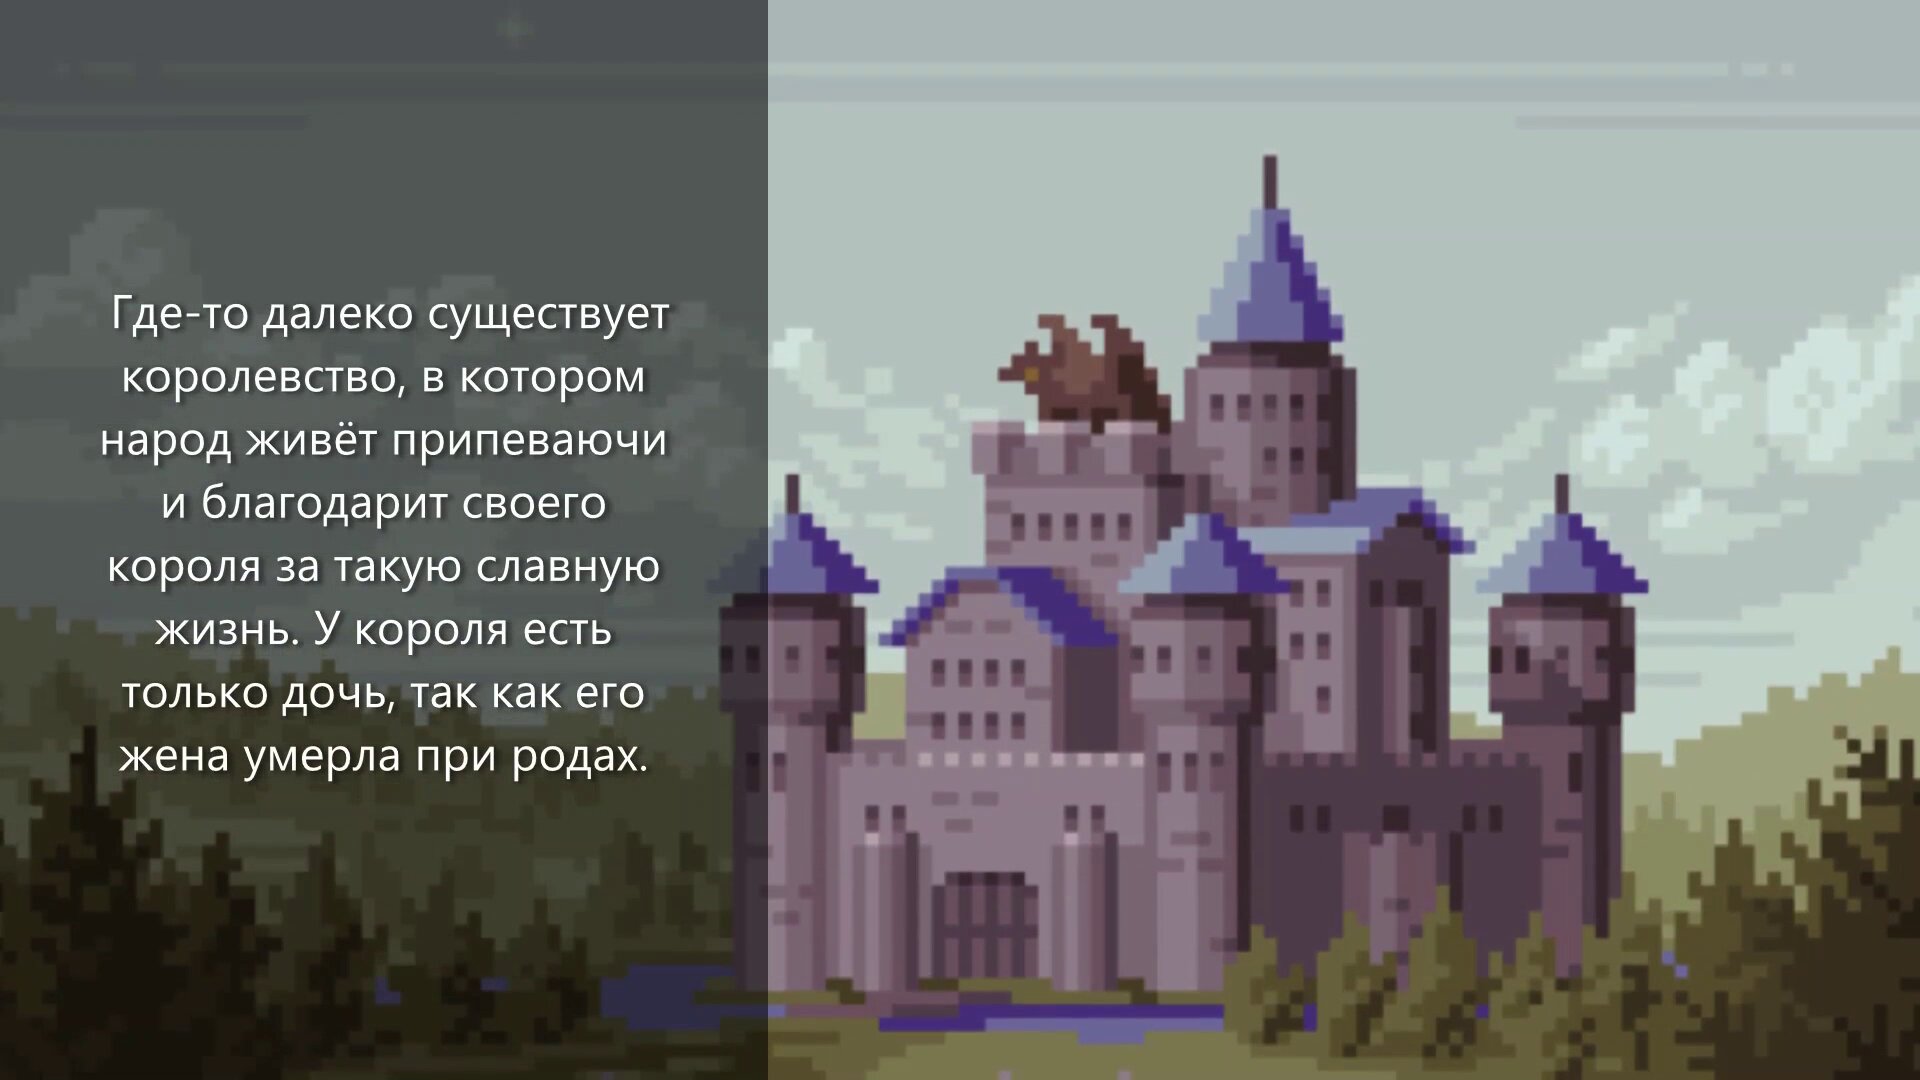 Где-то далеко существует
королевство, в котором
народ живёт припеваючи
и благодарит своего
короля за такую славную
жизнь. У короля есть
только дочь, так как его
жена умерла при родах.